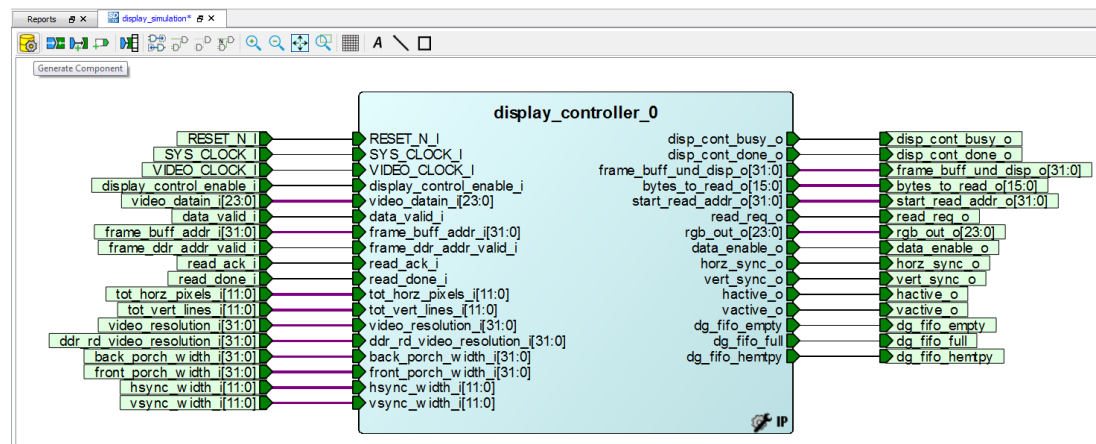 Reports
display_simulation*
A
Generate Component
display_controller_0
RESET_N_I
SYS_CLOCK_I
VIDEO_CLOCK_I
display_control_enable_i
video_datain_i[23:0]
data_valid_i
frame_buff_addr_i[31:0]
frame_ddr_addr_valid_i
read_ack_i
read_done_i
tot_horz_pixels_i[11:0]
tot_vert_lines_i[11:0]
video_resolution_i[31:0]
ddr_rd_video_resolution_i[31:0]
back_porch_width_i[31:0]
front_porch_width_i[31:0]
hsync_width_i[11:0]
vsync_width_i[11:0]
RESET_N_I
SYS_CLOCK_I
VIDEO_CLOCK_I
display_control_enable_i
video_datain_i[23:0]
data_valid_i
frame_buff_addr_i[31:0]
frame_ddr_addr_valid_i
read_ack_i
read_done_i
tot_horz_pixels_i[11:0]
tot_vert_lines_i[11:0]
video_resolution_i[31:0]
ddr_rd_video_resolution_i[31:0]
back_porch_width_i[31:0]
front_porch_width_i[31:0]
hsync_width_i[11:0]
vsync_width_i[11:0]
disp_cont_busy_o
disp_cont_done_o
frame_buff_und_disp_o[31:0]
bytes_to_read_o[15:0]
start_read_addr_o[31:0]
read_req_o
rgb_out_o[23:0]
data_enable_o
horz_sync_o
vert_sync_o
hactive_o
vactive_o
dg_fifo_empty
dg_fifo_full
dg_fifo_hemtpy
IP
disp_cont_busy_o
disp_cont_done_o
frame_buff_und_disp_o[31:0]
bytes_to_read_o[15:0]
start_read_addr_o[31:0]
read_req_o
rgb_out_o[23:0]
data_enable_o
horz_sync_o
vert_sync_o
hactive_o
vactive_o
dg_fifo_empty
dg_fifo_full
dg_fifo_hemtpy